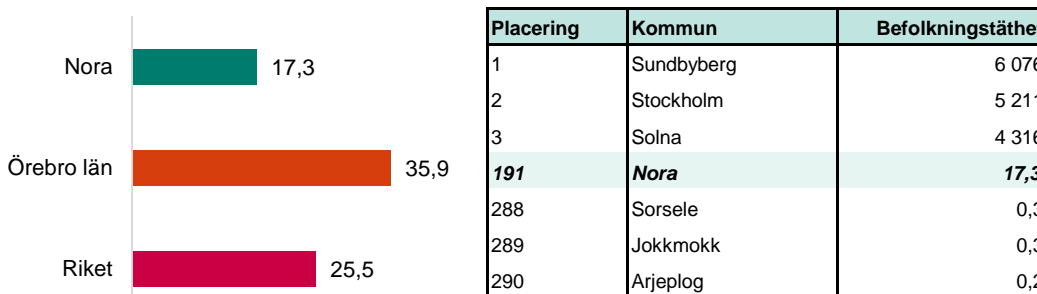 Nora 17,3
Örebro län 35,9
Riket 25,5
Placering Kommun Befolkningstäthet
1 Sundbyberg 6 076
2 Stockholm 5 211
3 Solna 4 316
191 Nora 17,3
288 Sorsele 0,3
289 Jokkmokk 0,3
290 Arjeplog 0,2